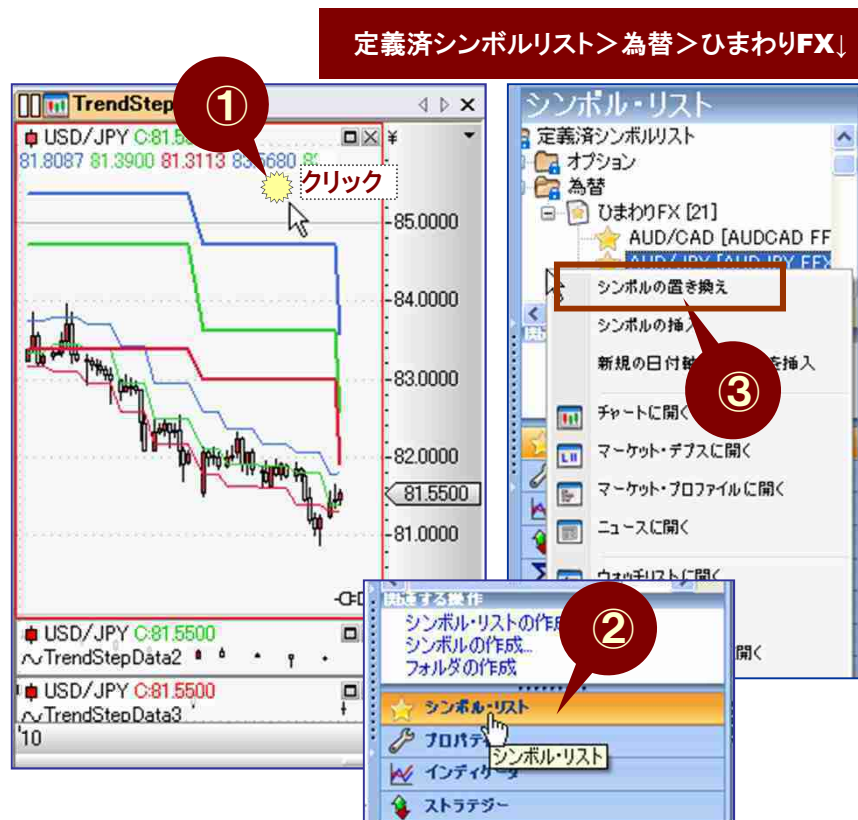 定義済シンボルリスト＞為替＞ひまわりFX↓
①
TrendStep
USD/JPY C:81.5
81.8087 81.3900 81.3113
¥
クリック
85.0000
84.0000
83.0000
82.0000
81.5500
81.0000
USD/JPY C:81.5500
TrendStepData2
USD/JPY C:81.5500
TrendStepData3
'10
シンボル・リスト
定義済シンボルリスト
オプション
為替
ひまわりFX [21]
AUD/CAD [AUDCAD FF
シンボルの置き換え
シンボルの挿入
新規の日付軸
を挿入
③
チャートに開く
マーケット・デプスに開く
マーケット・プロファイルに開く
ニュースに開く
ウォッチリストに開く
開く
関連する操作
シンボル・リストの作成
シンボルの作成...
フォルダの作成
②
シンボル・リスト
プロパティ
シンボル・リスト
インディケータ
ストラテジー